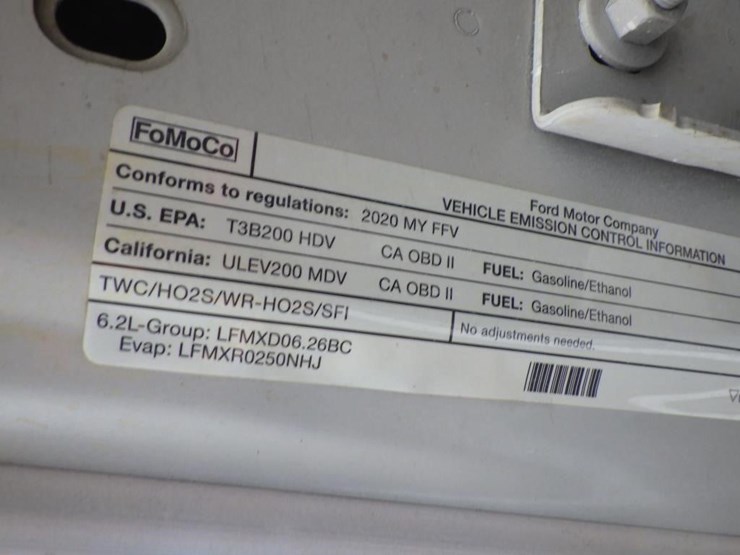 FoMoCo
Ford Motor Company
VEHICLE EMISSION CONTROL INFORMATION
Conforms to regulations: 2020 MY FFV
U.S. EPA: T3B200 HDV CA OBD II FUEL: Gasoline/Ethanol
California: ULEV200 MDV CA OBD II FUEL: Gasoline/Ethanol
TWC/HO2S/WR-HO2S/SFI
No adjustments needed.
6.2L-Group: LFMXD06.26BC
Evap: LFMXR0250NHJ